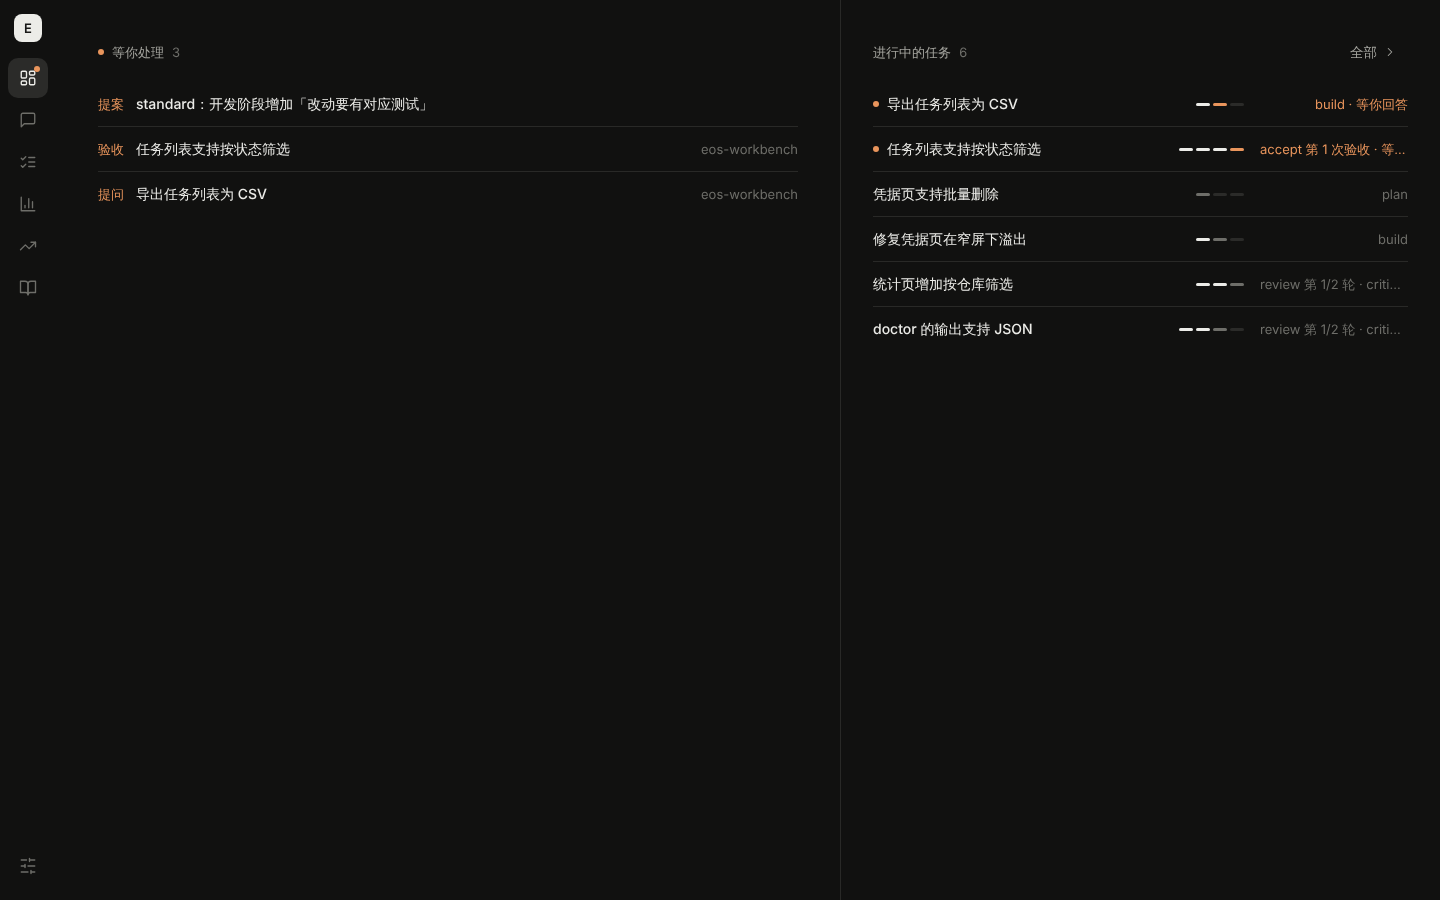 E
等你处理 3
提案 standard：开发阶段增加「改动要有对应测试」
验收 任务列表支持按状态筛选 eos-workbench
提问 导出任务列表为 CSV eos-workbench
进行中的任务 6 全部
导出任务列表为 CSV build · 等你回答
任务列表支持按状态筛选 accept 第 1 次验收 · 等...
凭据页支持批量删除 plan
修复凭据页在窄屏下溢出 build
统计页增加按仓库筛选 review 第 1/2 轮 · criti...
doctor 的输出支持 JSON review 第 1/2 轮 · criti...